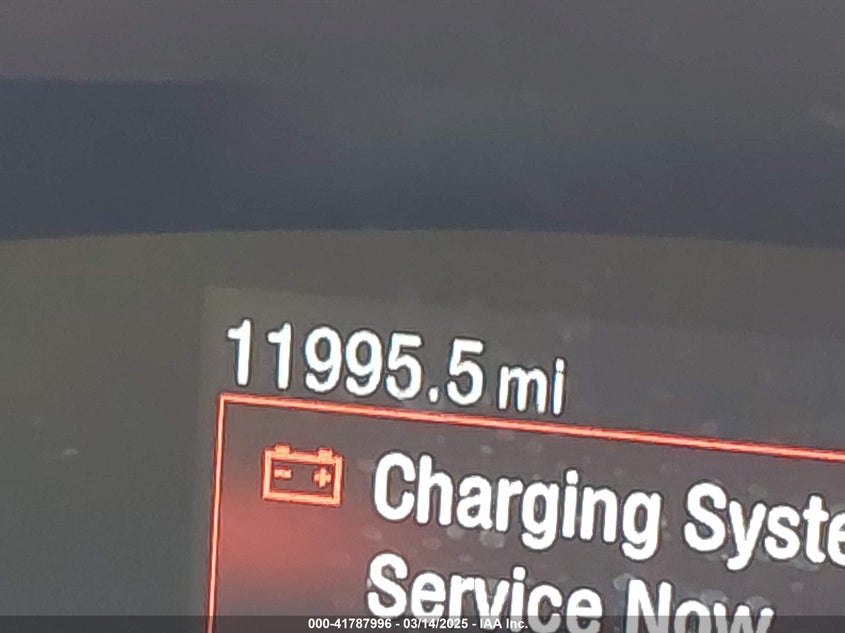 11995.5 mi
Charging Syste
Service Now
000-41787996 - 03/14/2025 - IAA Inc.